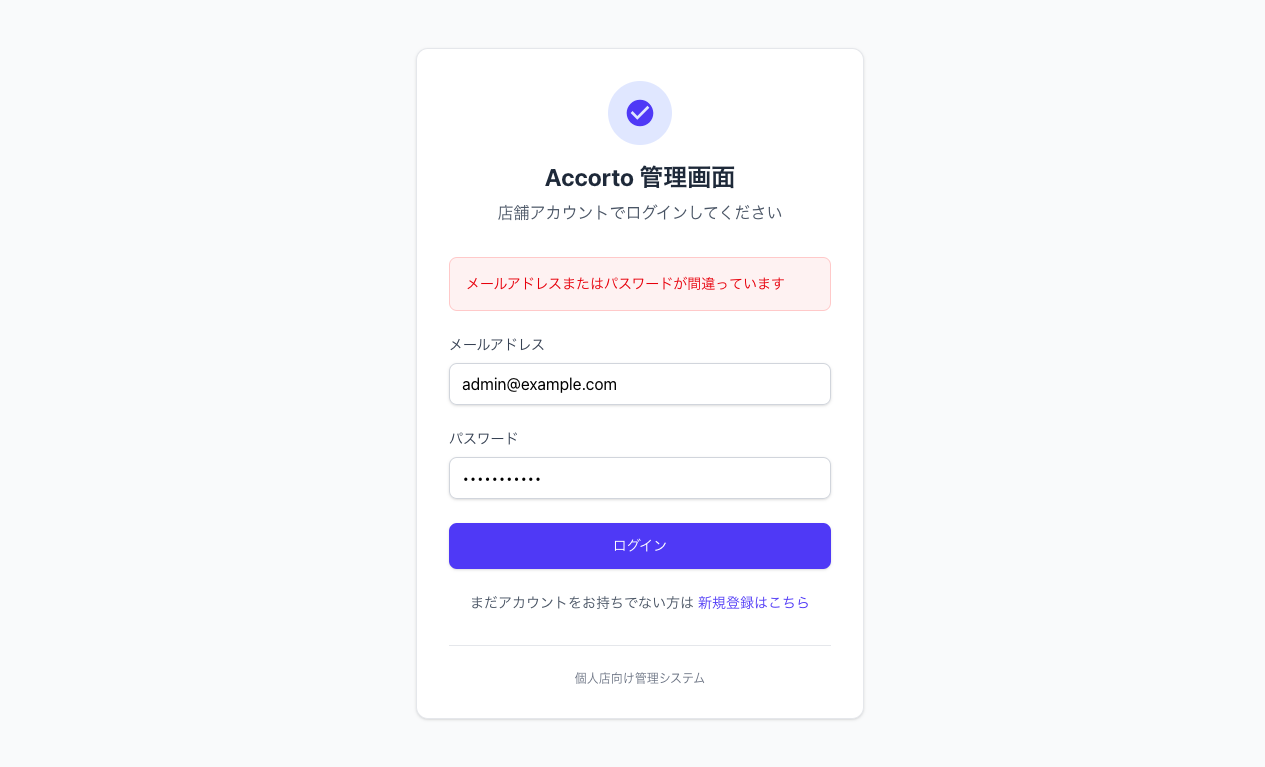 Accorto 管理画面
店舗アカウントでログインしてください
メールアドレスまたはパスワードが間違っています
メールアドレス
admin@example.com
パスワード
•••••••••••
ログイン
まだアカウントをお持ちでない方は 新規登録はこちら
個人店向け管理システム